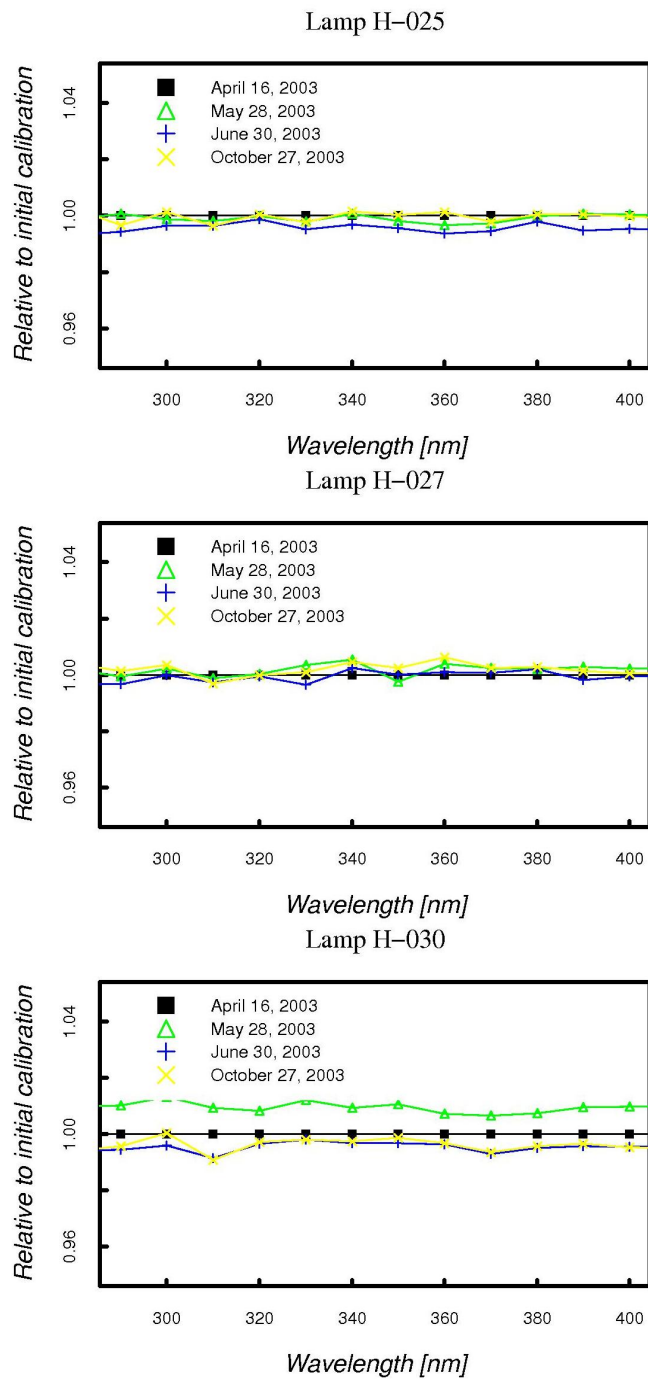 Lamp H−025
Relative to initial calibration
1.04
1.00
0.96
April 16, 2003
May 28, 2003
June 30, 2003
October 27, 2003
300 320 340 360 380 400
Wavelength [nm]
Lamp H−027
Relative to initial calibration
1.04
1.00
0.96
April 16, 2003
May 28, 2003
June 30, 2003
October 27, 2003
300 320 340 360 380 400
Wavelength [nm]
Lamp H−030
Relative to initial calibration
1.04
1.00
0.96
April 16, 2003
May 28, 2003
June 30, 2003
October 27, 2003
300 320 340 360 380 400
Wavelength [nm]